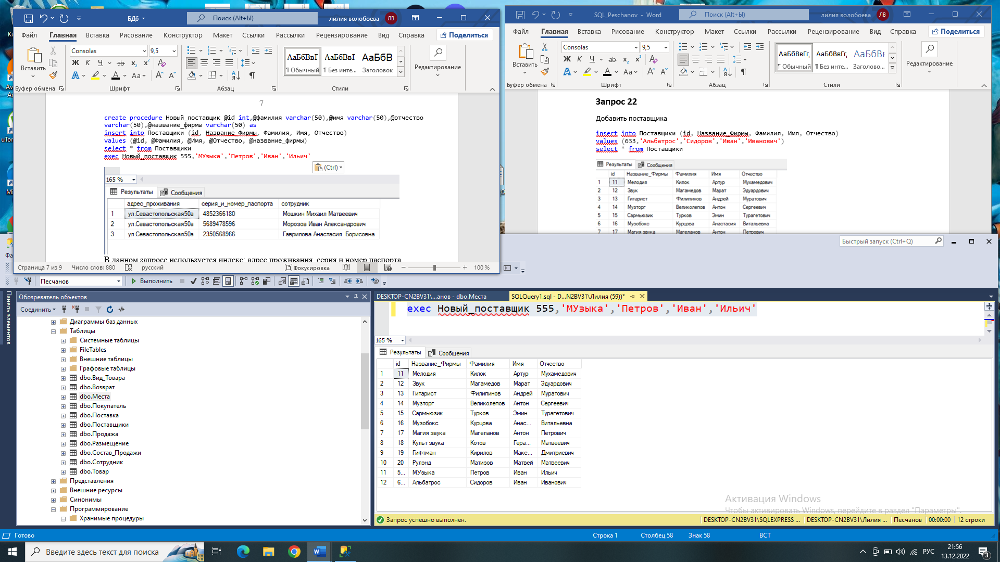 БД6
Поиск (Alt+Ы)
лилия волобоева
ЛВ
Файл Главная Вставка Рисование Конструктор Макет Ссылки Рассылки Рецензирование Вид Справка Поделиться
Вставить
Consolas 9,5
Ж К Ч ab x₂ x²
АаБбВвГ АаБбВвГ АаБбВ
¶ Обычный ¶ Без инте... Заголовок
Редактирование
Буфер обмена Шрифт Абзац Стили
7
create procedure Новый_поставщик @id int,@фамилия varchar(50),@имя varchar(50),@отчество
varchar(50),@название_фирмы varchar(50) as
insert into Поставщики (id, Название_Фирмы, Фамилия, Имя, Отчество)
values (@id, @Фамилия, @Имя, @Отчество, @название_фирмы)
select * from Поставщики
exec Новый_поставщик 555,'МУзыка','Петров','Иван','Ильич'
(Ctrl)
165 %
Результаты Сообщения
адрес_проживания серия_и_номер_паспорта сотрудник
1 ул.Севастопольская50а 4852366180 Мошкин Михаил Матвеевич
2 ул.Севастопольская50а 5689478596 Морозов Иван Александрович
3 ул.Севастопольская50а 2350568966 Гаврилова Анастасия Борисовна
В данном запросе используется индекс: адрес проживания, серия и номер паспорта
Страница 7 из 9 Число слов: 880 русский Фокусировка 100 %
SQL_Peschanov - Word
Поиск (Alt+Ы)
лилия волобоева
ЛВ
Файл Главная Вставка Рисование Конструктор Макет Ссылки Рассылки Рецензирование Вид Справка Поделиться
Вставить
Consolas 9,5
Ж К Ч ab x₂ x²
АаБбВвГг, АаБбВвГг, АаБбВ
¶ Обычный ¶ Без инте... Заголово...
Редактирование
Буфер обмена Шрифт Абзац Стили
Запрос 22
Добавить поставщика
insert into Поставщики (id, Название_Фирмы, Фамилия, Имя, Отчество)
values (633,'Альбатрос','Сидоров','Иван','Иванович')
select * from Поставщики
Результаты Сообщения
id Название_Фирмы Фамилия Имя Отчество
1 11 Мелодия Килок Артур Мухамедович
2 12 Звук Магамедов Марат Эдуардович
3 13 Гитарист Филипинов Андрей Муратович
4 14 Музторг Великолепов Антон Сергеевич
5 15 Сармьюзик Турков Эмин Турагетович
6 16 Музобокс Курцова Анастасия Витальевна
7 17 Магия звука Магеланов Антон Петрович
Быстрый запуск (Ctrl+Q)
Песчанов Выполнить
Панель элементов
Обозреватель объектов
Соединить
Диаграммы баз данных
Таблицы
Системные таблицы
FileTables
Внешние таблицы
Графовые таблицы
dbo.Вид_Товара
dbo.Возврат
dbo.Места
dbo.Покупатель
dbo.Поставка
dbo.Поставщики
dbo.Продажа
dbo.Размещение
dbo.Состав_Продажи
dbo.Сотрудник
dbo.Товар
Представления
Внешние ресурсы
Синонимы
Программирование
Хранимые процедуры
DESKTOP-CN2BV31\...анов - dbo.Места
SQLQuery1.sql - D...N2BV31\Лилия (59))*
exec Новый_поставщик 555,'МУзыка','Петров','Иван','Ильич'
165 %
Результаты Сообщения
id Название_Фирмы Фамилия Имя Отчество
1 11 Мелодия Килок Артур Мухамедович
2 12 Звук Магамедов Марат Эдуардович
3 13 Гитарист Филипинов Андрей Муратович
4 14 Музторг Великолепов Антон Сергеевич
5 15 Сармьюзик Турков Эмин Турагетович
6 16 Музобокс Курцова Анас... Витальевна
7 17 Магия звука Магеланов Антон Петрович
8 18 Культ звука Котов Гера... Матвеевич
9 19 Гифтман Кирилов Макс... Дмитриевич
10 20 Рулэнд Матизов Матвей Матвеевич
11 5... МУзыка Петров Иван Ильич
12 6... Альбатрос Сидоров Иван Иванович
Активация Windows
Чтобы активировать Windows, перейдите в раздел "Параметры".
Запрос успешно выполнен.
DESKTOP-CN2BV31\SQLEXPRESS ... DESKTOP-CN2BV31\Лилия ... Песчанов 00:00:00 12 строки
Готово Строка 1 Столбец 58 Знак 58 ВСТ
Введите здесь текст для поиска
РУС
21:56
13.12.2022
3